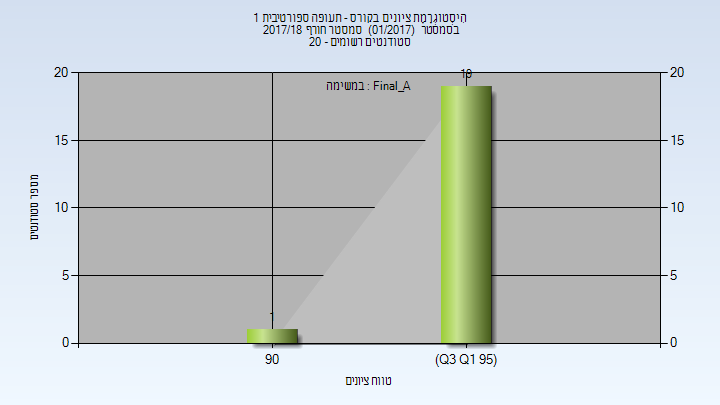 היסטוגרמת ציונים בקורס - תעופה ספורטיבית 1
בסמסטר (01/2017) סמסטר חורף 2017/18
סטודנטים רשומים - 20
במשימה : Final_A
20
15
10
5
0
20
15
10
5
0
1
19
90
(Q3 Q1 95)
מספר סטודנטים
טווח ציונים